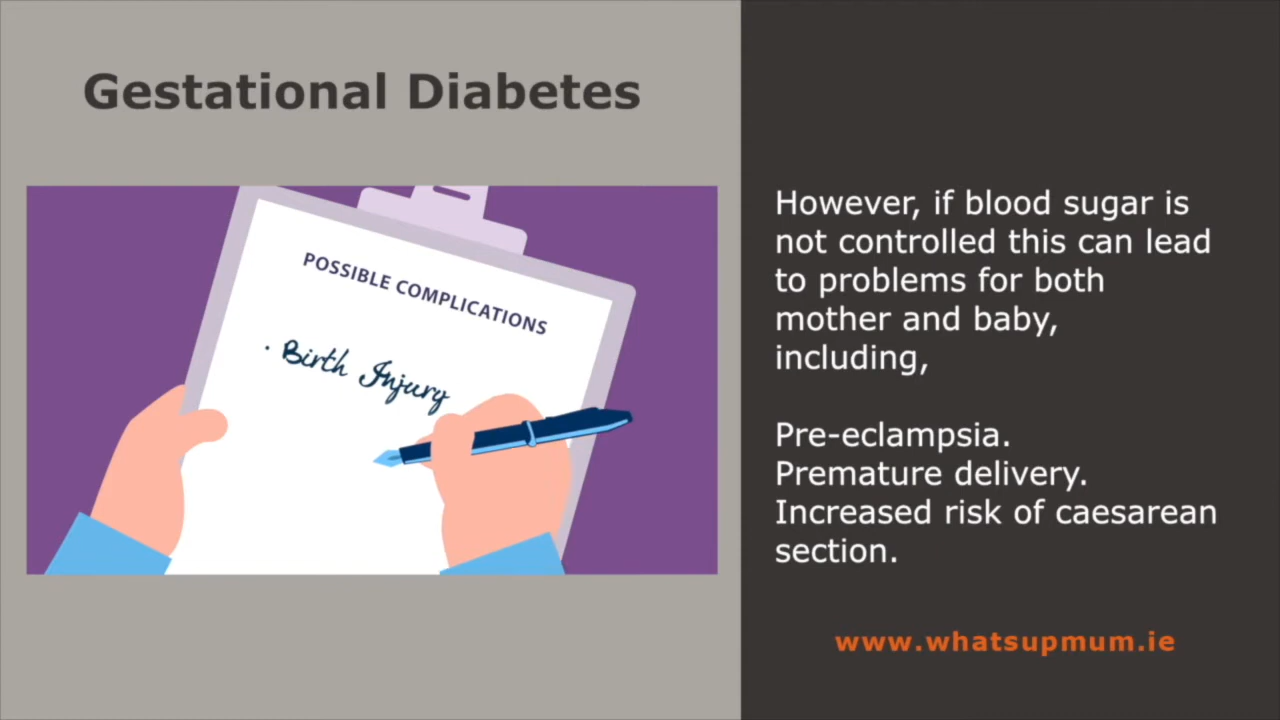 Gestational Diabetes
POSSIBLE COMPLICATIONS
· Birth Injury
However, if blood sugar is
not controlled this can lead
to problems for both
mother and baby,
including,
Pre-eclampsia.
Premature delivery.
Increased risk of caesarean
section.
www.whatsupmum.ie